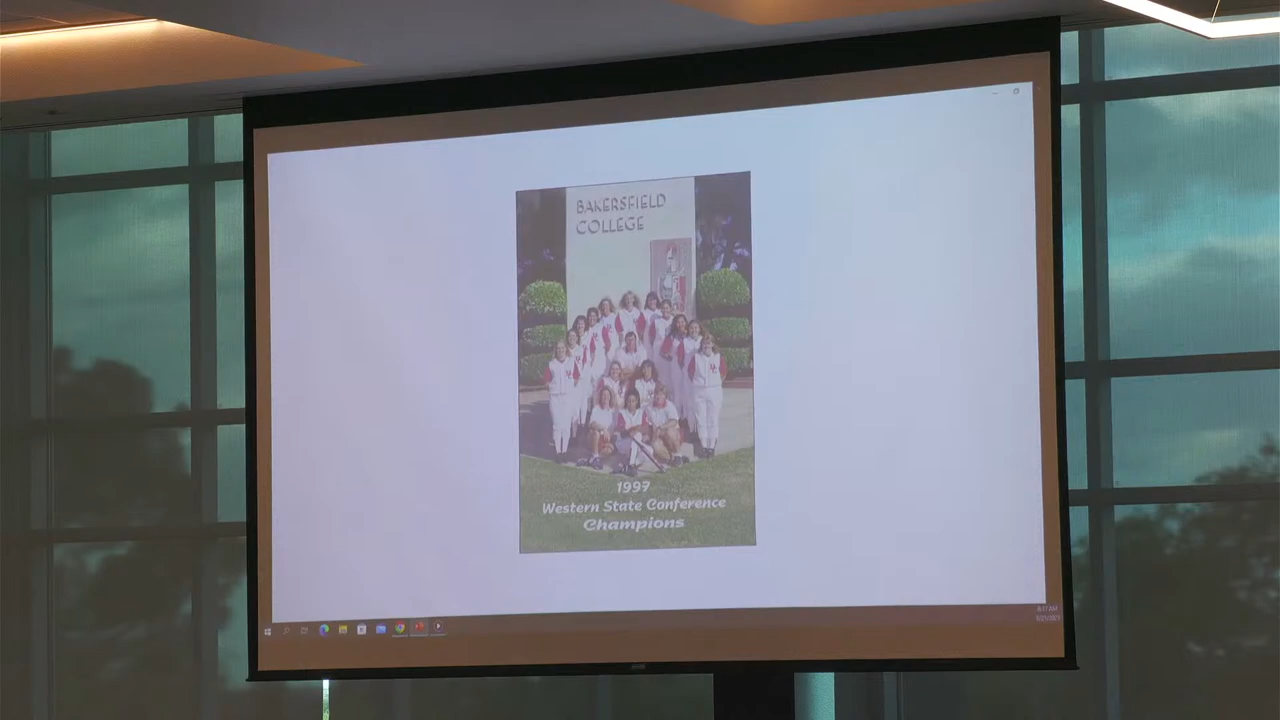 BAKERSFIELD
COLLEGE
1997
Western State Conference
Champions